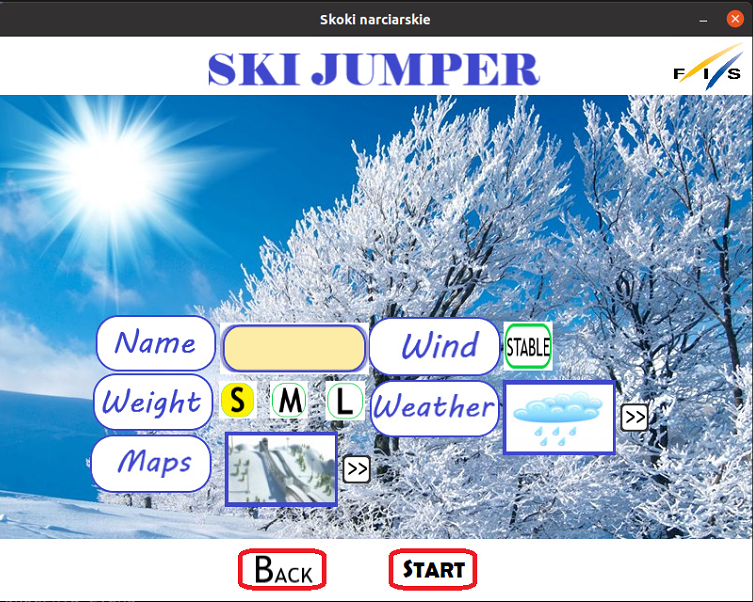 Skoki narciarskie
SKI JUMPER
FIS
Name
Wind
STABLE
Weight
S
M
L
Weather
>>
Maps
>>
BACK
START